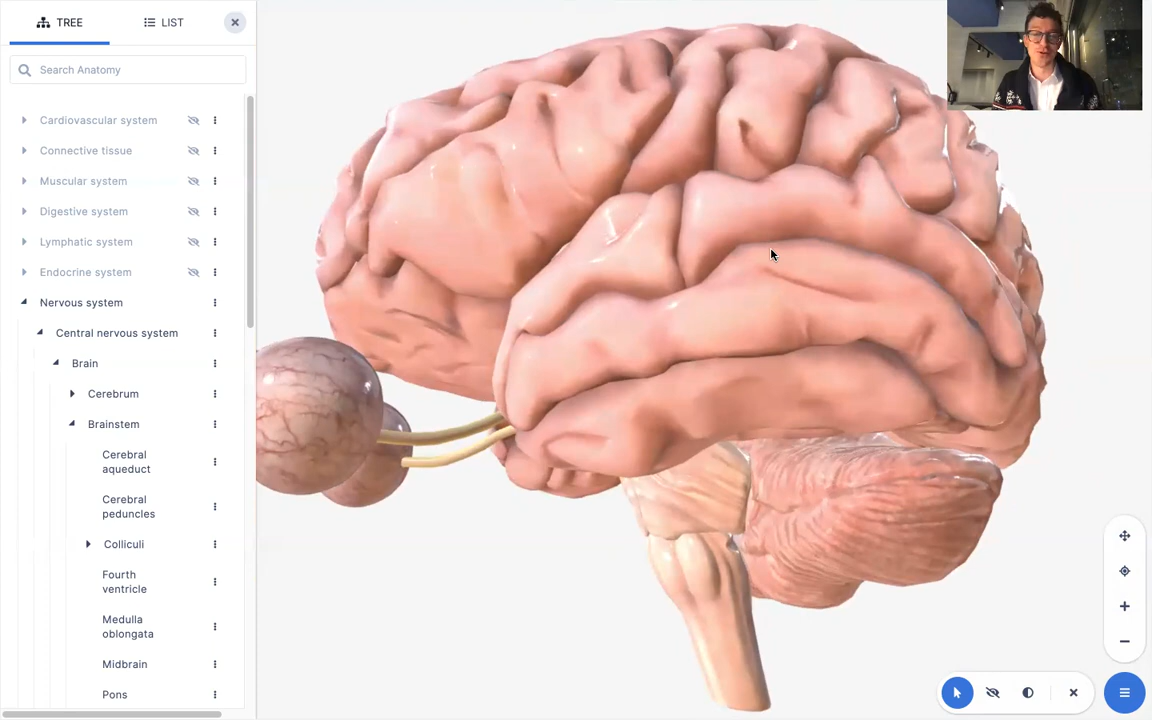 TREE
LIST
Search Anatomy
Cardiovascular system
Connective tissue
Muscular system
Digestive system
Lymphatic system
Endocrine system
Nervous system
Central nervous system
Brain
Cerebrum
Brainstem
Cerebral
aqueduct
Cerebral
peduncles
Colliculi
Fourth
ventricle
Medulla
oblongata
Midbrain
Pons